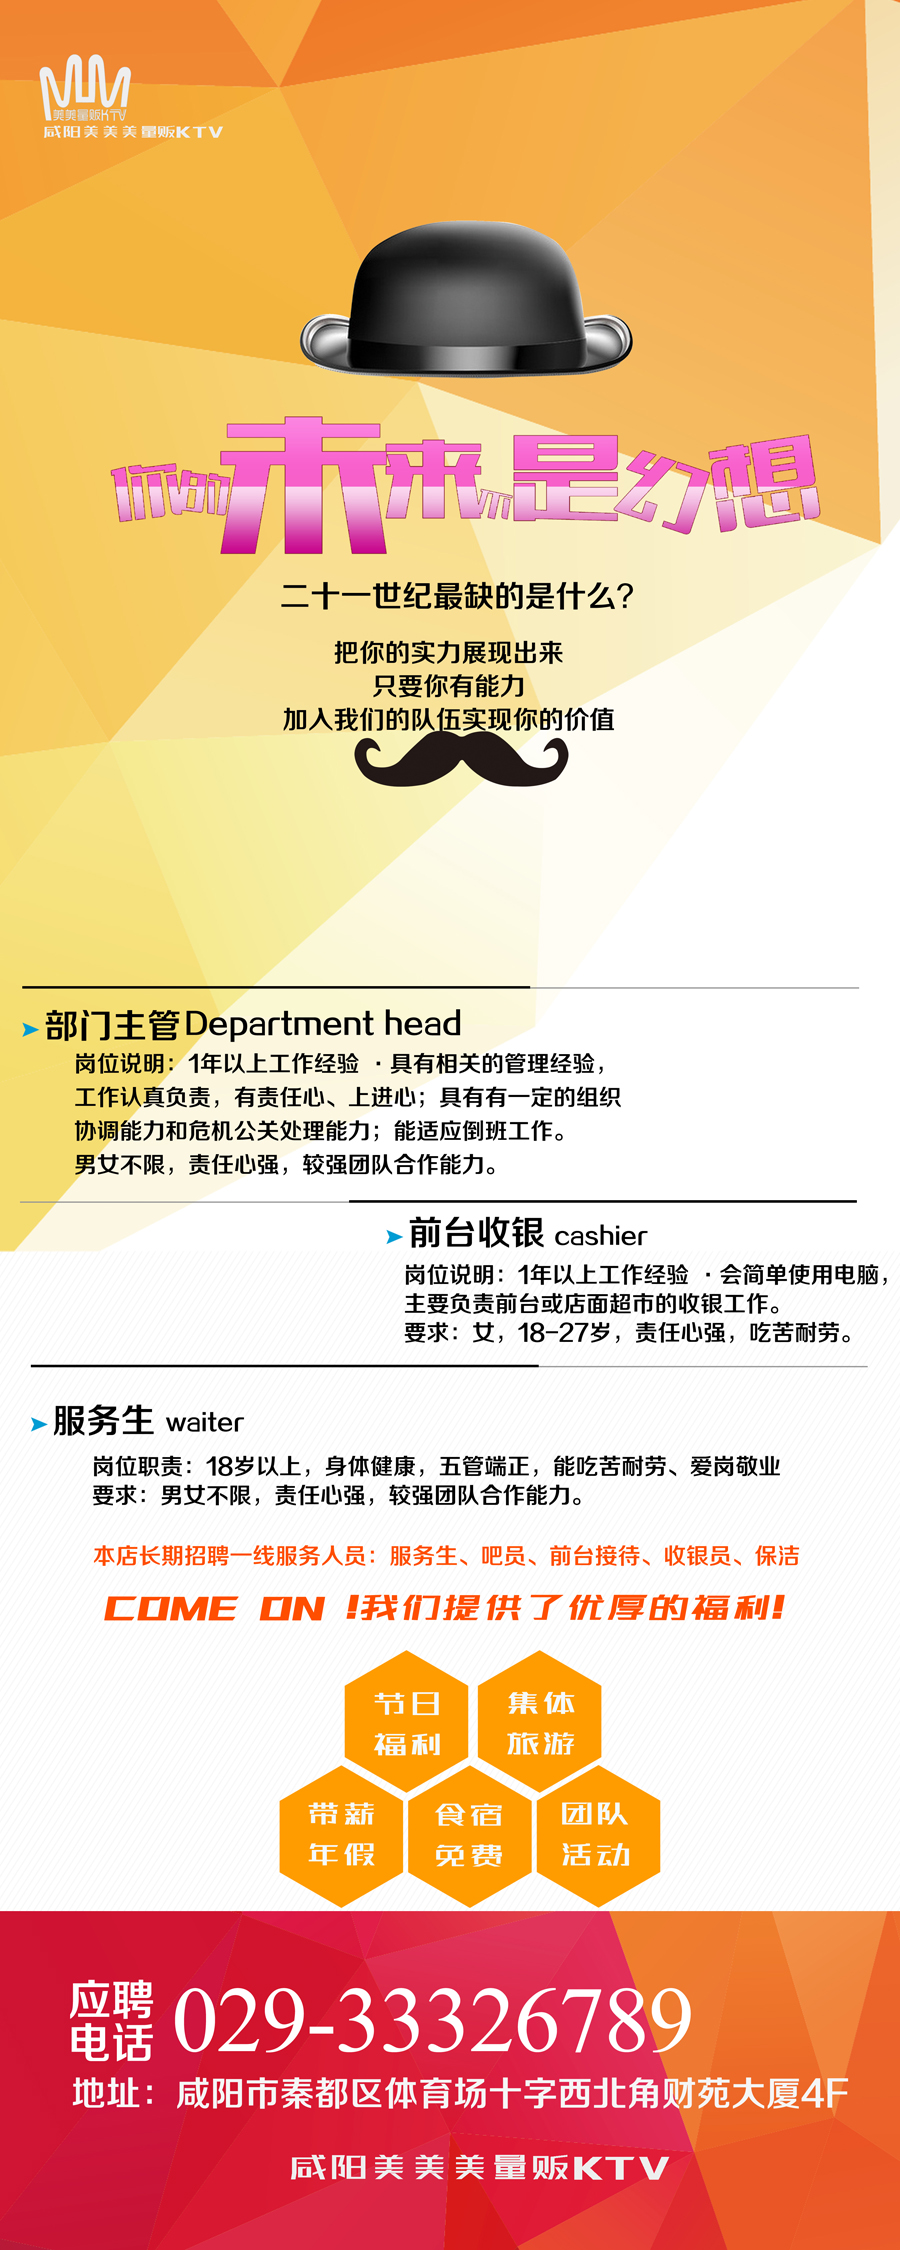 美美量贩KTV
咸阳美美美量贩KTV
你的未来不是幻想
二十一世纪最缺的是什么?
把你的实力展现出来
只要你有能力
加入我们的队伍实现你的价值
部门主管Department head
岗位说明：1年以上工作经验 ·具有相关的管理经验，
工作认真负责，有责任心、上进心；具有有一定的组织
协调能力和危机公关处理能力；能适应倒班工作。
男女不限，责任心强，较强团队合作能力。
前台收银 cashier
岗位说明：1年以上工作经验 ·会简单使用电脑，
主要负责前台或店面超市的收银工作。
要求：女，18-27岁，责任心强，吃苦耐劳。
服务生 waiter
岗位职责：18岁以上，身体健康，五管端正，能吃苦耐劳、爱岗敬业
要求：男女不限，责任心强，较强团队合作能力。
本店长期招聘一线服务人员：服务生、吧员、前台接待、收银员、保洁
COME ON !我们提供了优厚的福利!
节日
福利
集体
旅游
带薪
年假
食宿
免费
团队
活动
应聘
电话
029-33326789
地址：咸阳市秦都区体育场十字西北角财苑大厦4F
咸阳美美美量贩KTV